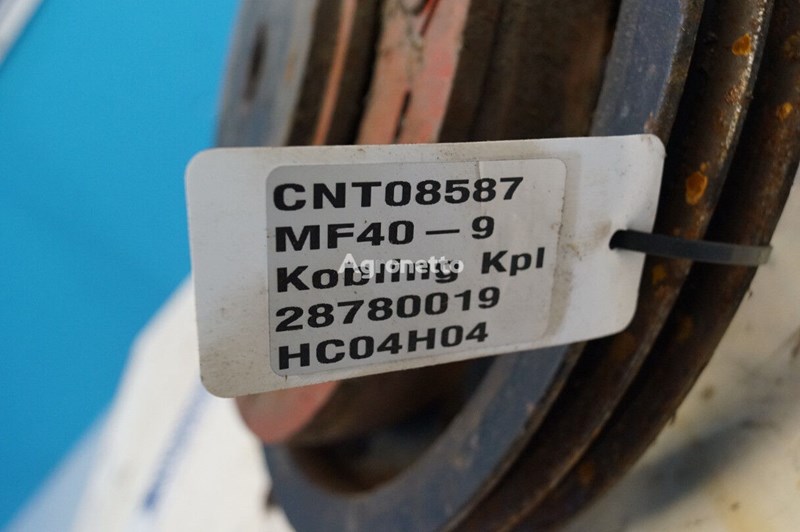 CNT08587
MF40-9
Kobling Kpl
Agronetto
28780019
HC04H04